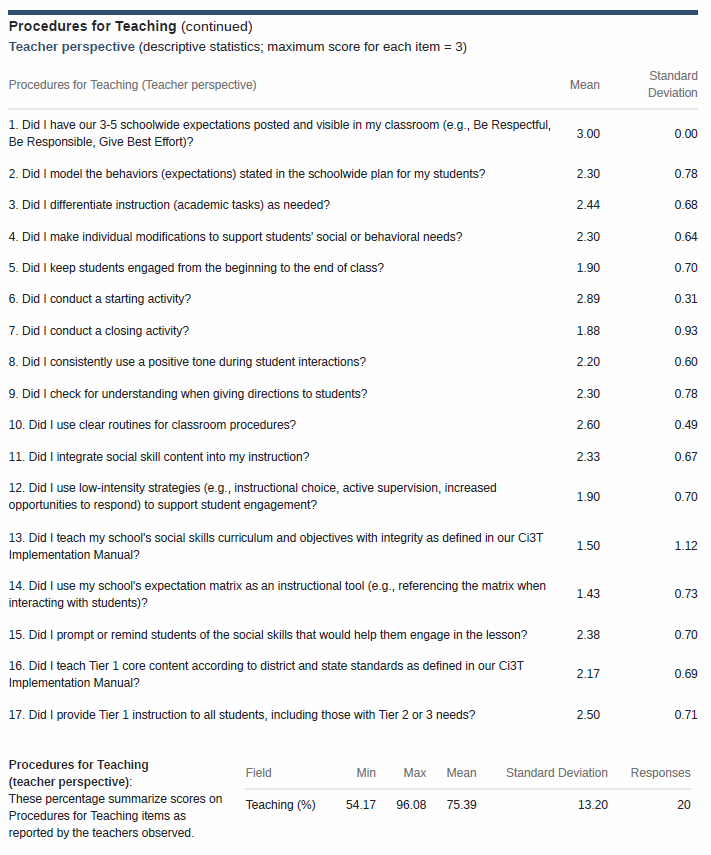 Procedures for Teaching (continued)
Teacher perspective (descriptive statistics; maximum score for each item = 3)
Procedures for Teaching (Teacher perspective) Mean Standard Deviation
1. Did I have our 3-5 schoolwide expectations posted and visible in my classroom (e.g., Be Respectful,
Be Responsible, Give Best Effort)? 3.00 0.00
2. Did I model the behaviors (expectations) stated in the schoolwide plan for my students? 2.30 0.78
3. Did I differentiate instruction (academic tasks) as needed? 2.44 0.68
4. Did I make individual modifications to support students' social or behavioral needs? 2.30 0.64
5. Did I keep students engaged from the beginning to the end of class? 1.90 0.70
6. Did I conduct a starting activity? 2.89 0.31
7. Did I conduct a closing activity? 1.88 0.93
8. Did I consistently use a positive tone during student interactions? 2.20 0.60
9. Did I check for understanding when giving directions to students? 2.30 0.78
10. Did I use clear routines for classroom procedures? 2.60 0.49
11. Did I integrate social skill content into my instruction? 2.33 0.67
12. Did I use low-intensity strategies (e.g., instructional choice, active supervision, increased
opportunities to respond) to support student engagement? 1.90 0.70
13. Did I teach my school's social skills curriculum and objectives with integrity as defined in our Ci3T
Implementation Manual? 1.50 1.12
14. Did I use my school's expectation matrix as an instructional tool (e.g., referencing the matrix when
interacting with students)? 1.43 0.73
15. Did I prompt or remind students of the social skills that would help them engage in the lesson? 2.38 0.70
16. Did I teach Tier 1 core content according to district and state standards as defined in our Ci3T
Implementation Manual? 2.17 0.69
17. Did I provide Tier 1 instruction to all students, including those with Tier 2 or 3 needs? 2.50 0.71
Procedures for Teaching
(teacher perspective):
These percentage summarize scores on
Procedures for Teaching items as
reported by the teachers observed.
Field Min Max Mean Standard Deviation Responses
Teaching (%) 54.17 96.08 75.39 13.20 20